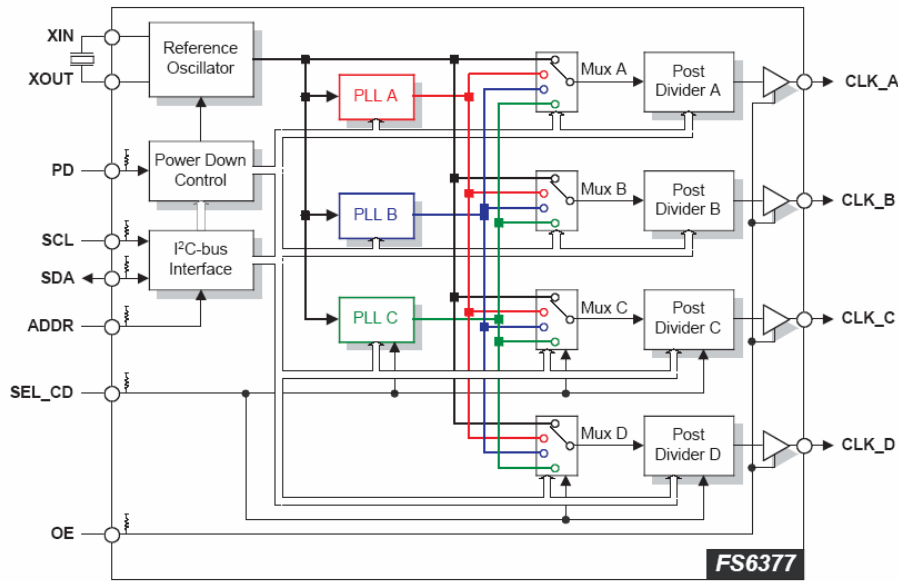 XIN
XOUT
Reference
Oscillator
PLL A
Mux A
Post
Divider A
CLK_A
PD
Power Down
Control
PLL B
Mux B
Post
Divider B
CLK_B
SCL
SDA
I²C-bus
Interface
ADDR
PLL C
Mux C
Post
Divider C
CLK_C
SEL_CD
Mux D
Post
Divider D
CLK_D
OE
FS6377